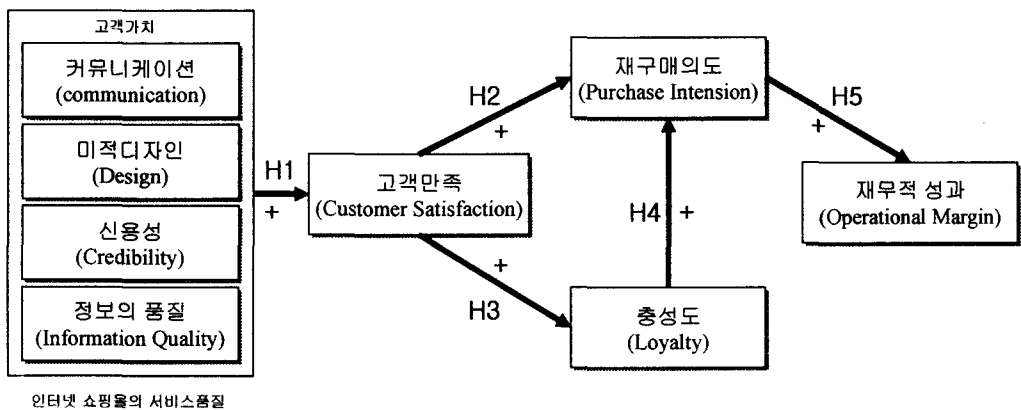 고객가치
커뮤니케이션
(communication)
미적디자인
(Design)
신용성
(Credibility)
정보의 품질
(Information Quality)
인터넷 쇼핑몰의 서비스품질
H1
+
고객만족
(Customer Satisfaction)
H2
+
+
H3
재구매의도
(Purchase Intension)
H4
+
충성도
(Loyalty)
H5
+
재무적 성과
(Operational Margin)